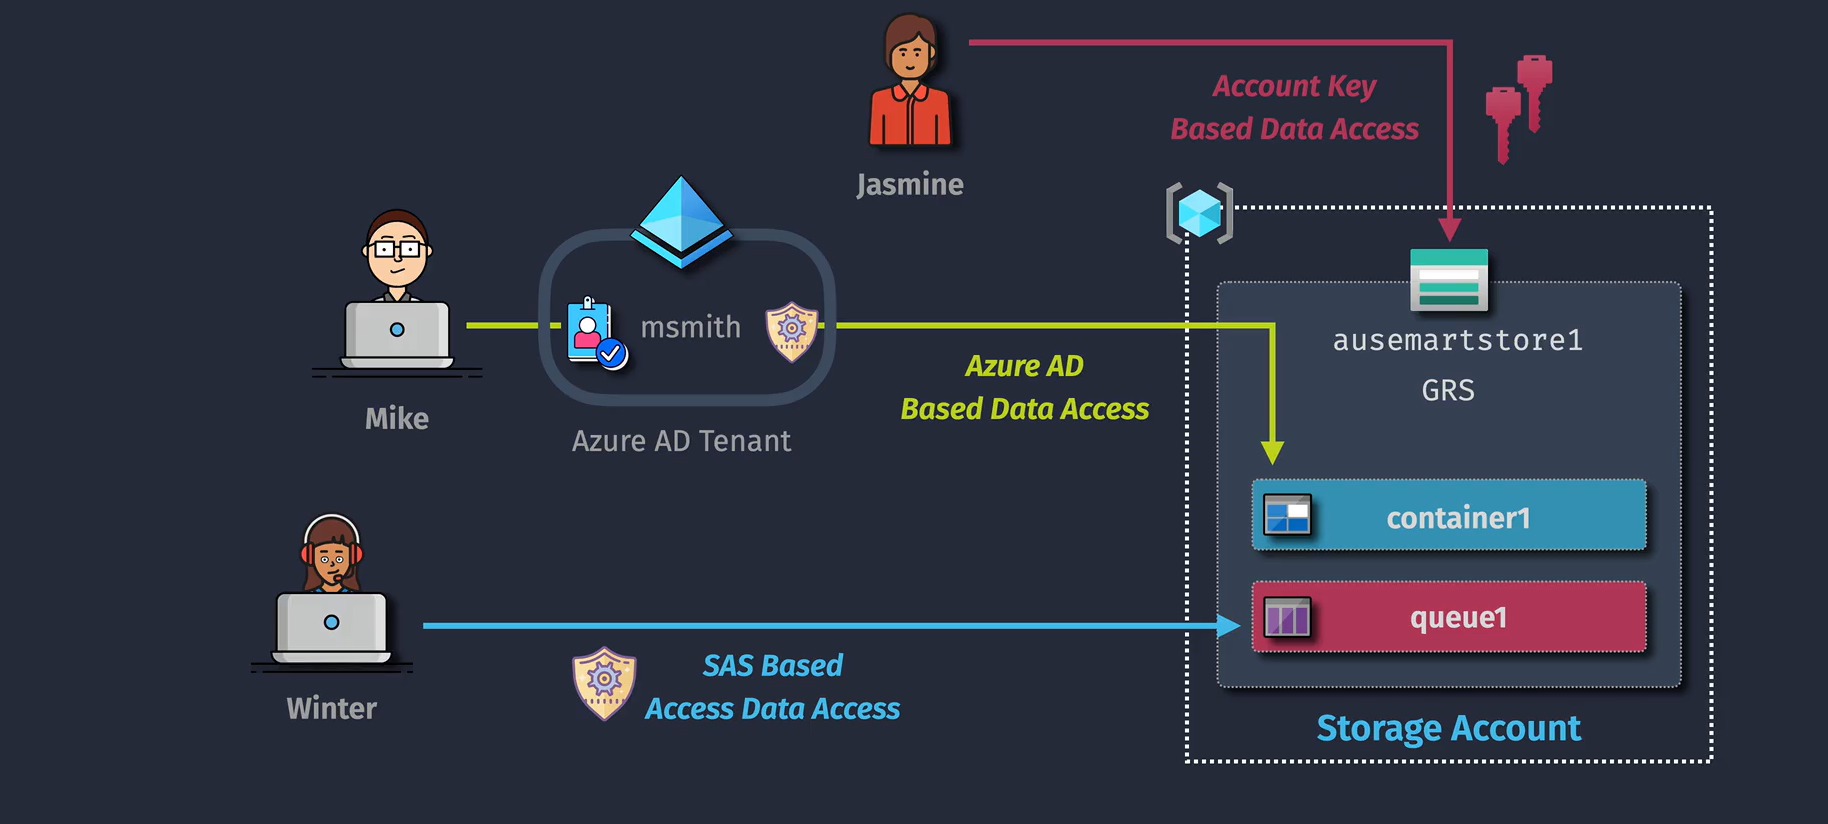 Account Key
Based Data Access
Jasmine
msmith
Mike
Azure AD Tenant
Azure AD
Based Data Access
ausemartstore1
GRS
container1
queue1
Storage Account
Winter
SAS Based
Access Data Access